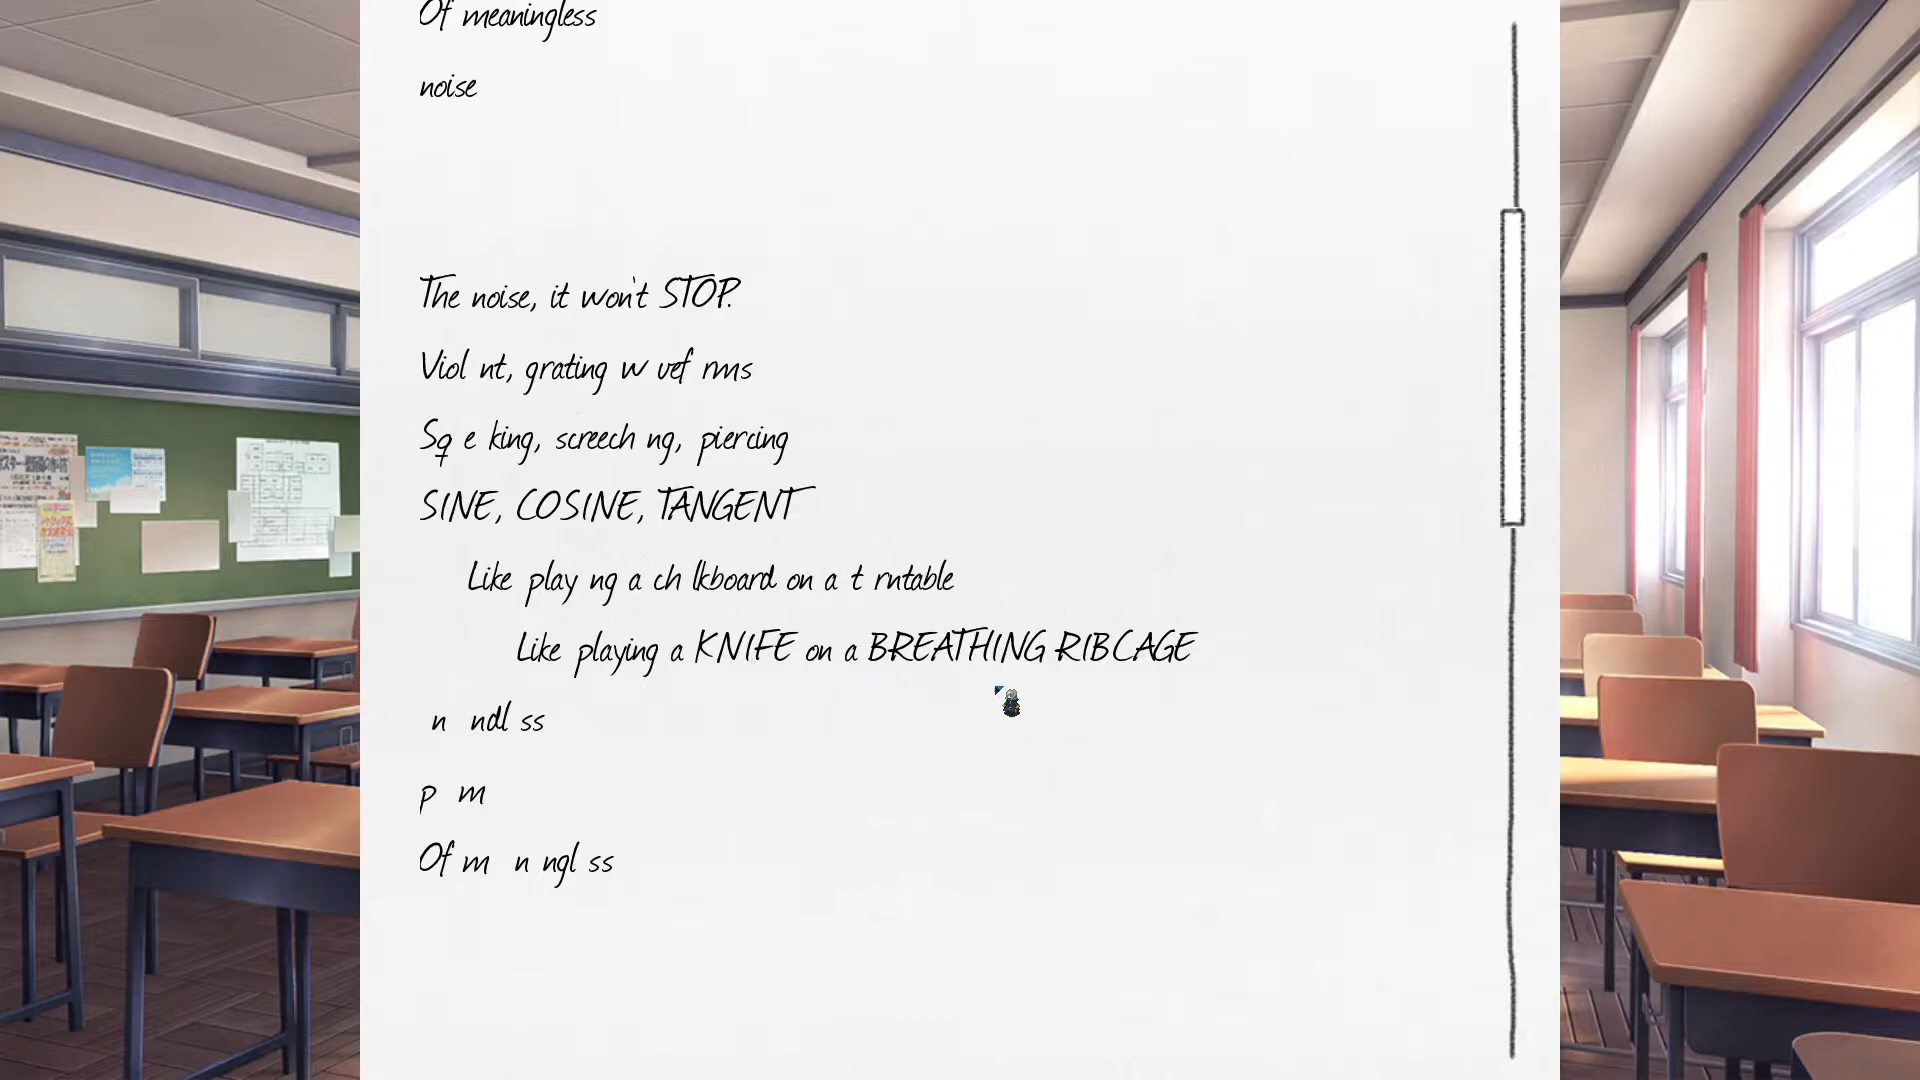 Of meaningless
noise
The noise, it won't STOP.
Viol nt, grating w vef rms
Sq e king, screech ng, piercing
SINE, COSINE, TANGENT
Like play ng a ch lkboard on a t rntable
Like playing a KNIFE on a BREATHING RIBCAGE
n ndl ss
p m
Of m n ngl ss